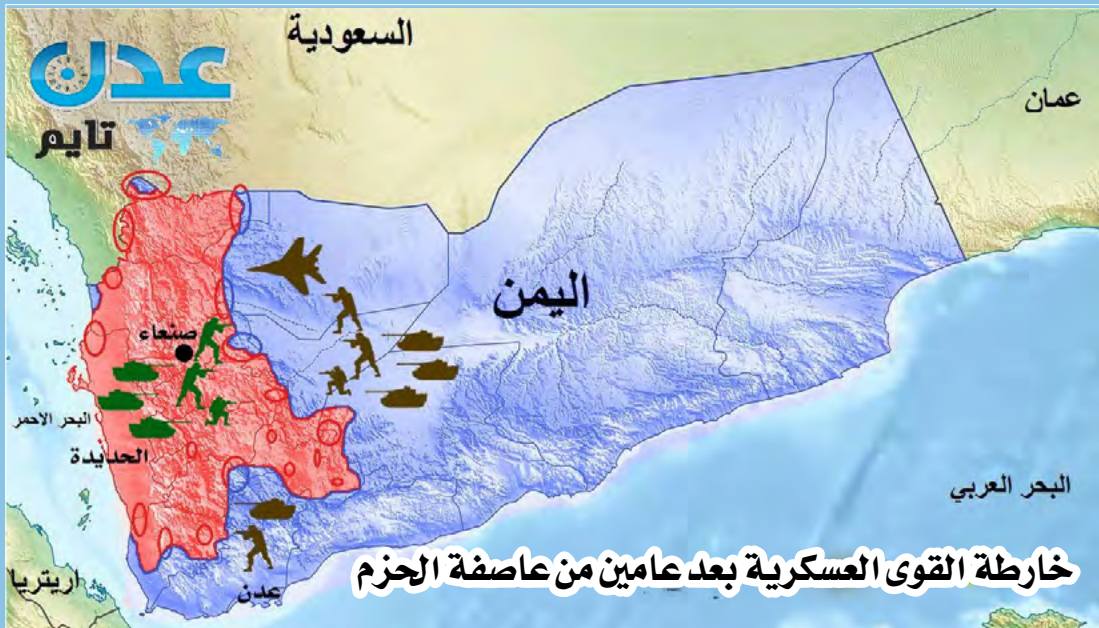 السعودية
عدن
تايم
عمان
اليمن
صنعاء
البحر الاحمر
الحديدة
البحر العربي
خارطة القوى العسكرية بعد عامين من عاصفة الحزم
اريتريا
عدن